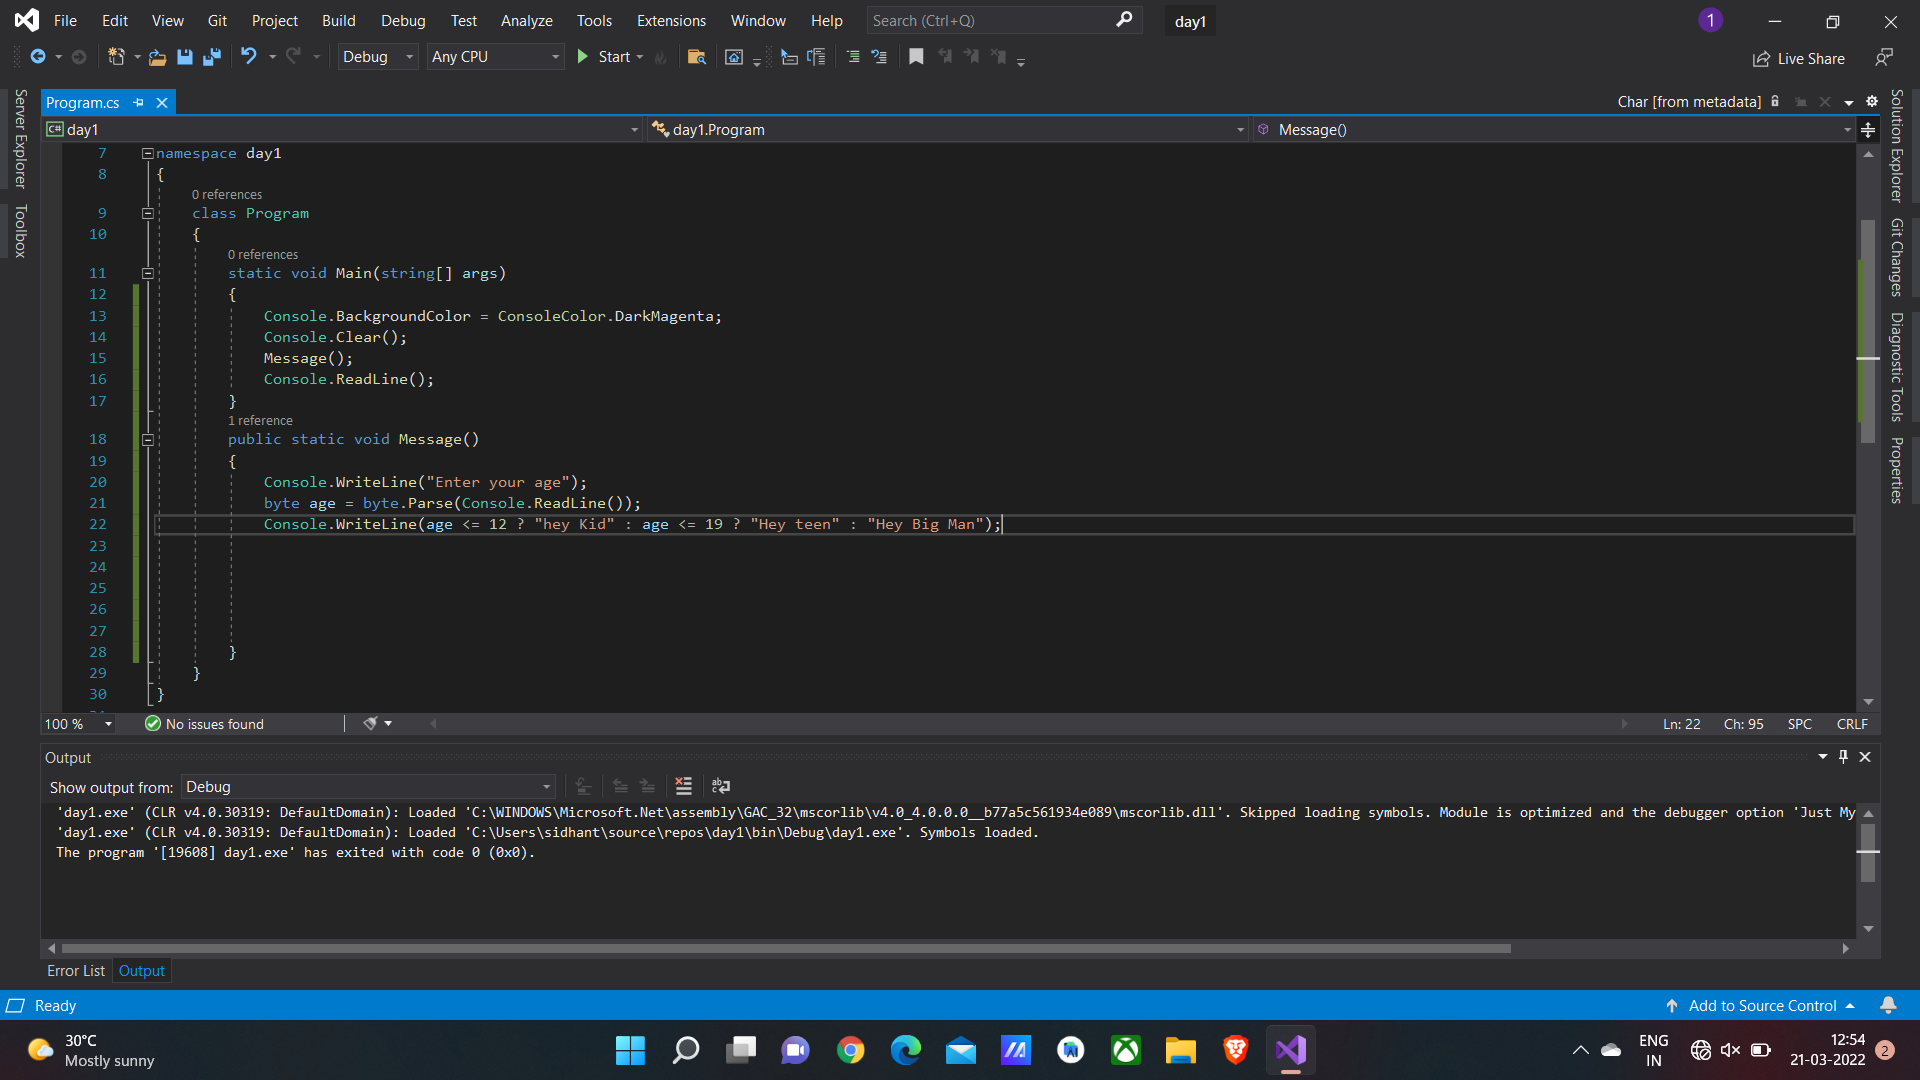 File Edit View Git Project Build Debug Test Analyze Tools Extensions Window Help Search (Ctrl+Q) day1 1
Debug Any CPU Start Live Share
Program.cs Char [from metadata]
C# day1 day1.Program Message()
Server Explorer
Toolbox
Solution Explorer
Git Changes
Diagnostic Tools
Properties
7 namespace day1
8 {
0 references
9 class Program
10 {
0 references
11 static void Main(string[] args)
12 {
13 Console.BackgroundColor = ConsoleColor.DarkMagenta;
14 Console.Clear();
15 Message();
16 Console.ReadLine();
17 }
1 reference
18 public static void Message()
19 {
20 Console.WriteLine("Enter your age");
21 byte age = byte.Parse(Console.ReadLine());
22 Console.WriteLine(age <= 12 ? "hey Kid" : age <= 19 ? "Hey teen" : "Hey Big Man");
23
24
25
26
27
28 }
29 }
30 }
100 % No issues found Ln: 22 Ch: 95 SPC CRLF
Output
Show output from: Debug
'day1.exe' (CLR v4.0.30319: DefaultDomain): Loaded 'C:\WINDOWS\Microsoft.Net\assembly\GAC_32\mscorlib\v4.0_4.0.0.0__b77a5c561934e089\mscorlib.dll'. Skipped loading symbols. Module is optimized and the debugger option 'Just My
'day1.exe' (CLR v4.0.30319: DefaultDomain): Loaded 'C:\Users\sidhant\source\repos\day1\bin\Debug\day1.exe'. Symbols loaded.
The program '[19608] day1.exe' has exited with code 0 (0x0).
Error List Output
Ready Add to Source Control
30°C
Mostly sunny
ENG
IN
12:54
21-03-2022
2